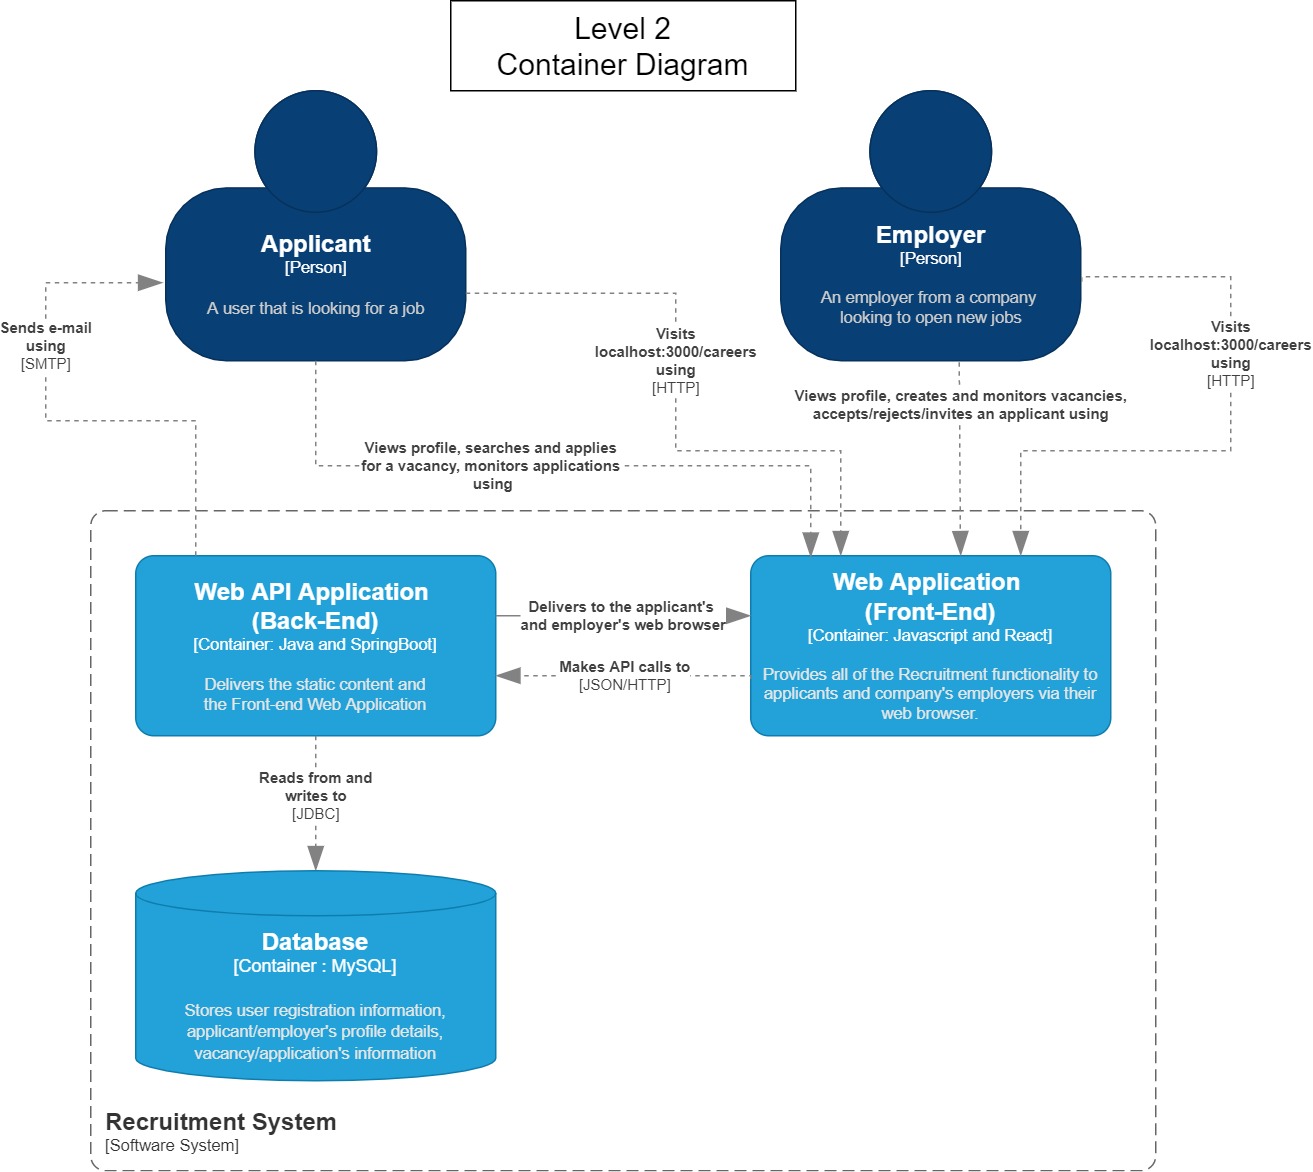 Level 2
Container Diagram
Applicant
[Person]
A user that is looking for a job
Employer
[Person]
An employer from a company
looking to open new jobs
Sends e-mail
using
[SMTP]
Visits
localhost:3000/careers
using
[HTTP]
Visits
localhost:3000/careers
using
[HTTP]
Views profile, creates and monitors vacancies,
accepts/rejects/invites an applicant using
Views profile, searches and applies
for a vacancy, monitors applications
using
Web API Application
(Back-End)
[Container: Java and SpringBoot]
Delivers the static content and
the Front-end Web Application
Delivers to the applicant's
and employer's web browser
Makes API calls to
[JSON/HTTP]
Web Application
(Front-End)
[Container: Javascript and React]
Provides all of the Recruitment functionality to
applicants and company's employers via their
web browser.
Reads from and
writes to
[JDBC]
Database
[Container : MySQL]
Stores user registration information,
applicant/employer's profile details,
vacancy/application's information
Recruitment System
[Software System]